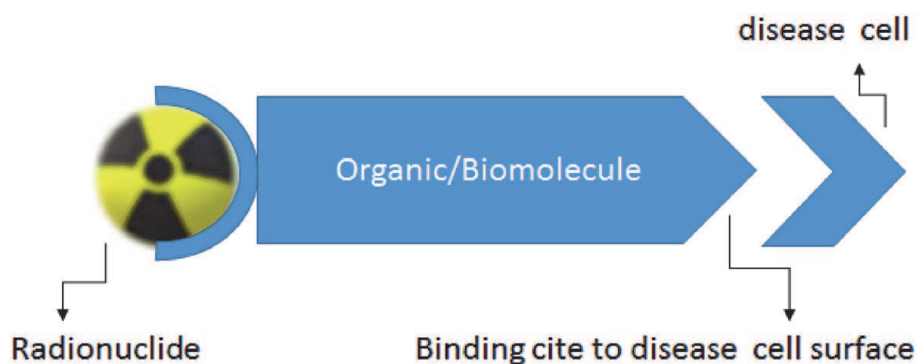 disease cell
Organic/Biomolecule
Radionuclide
Binding cite to disease cell surface